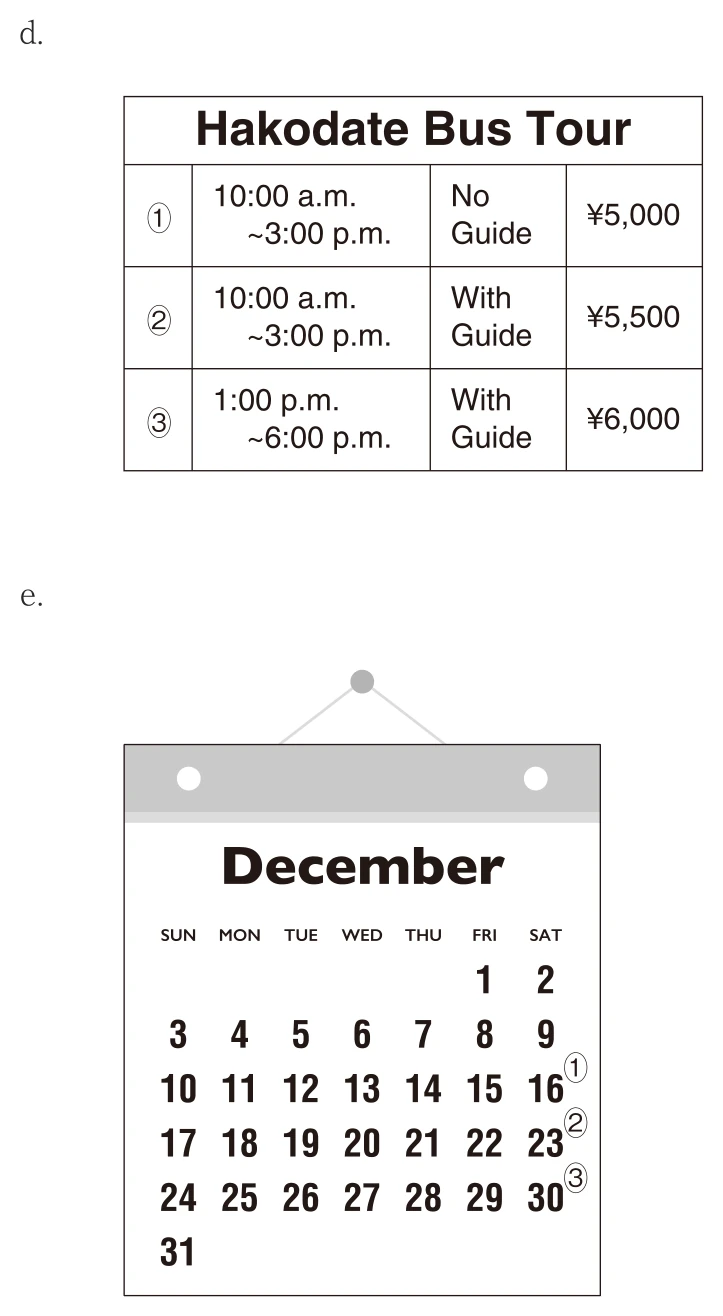 d.
Hakodate Bus Tour
① 10:00 a.m. ~3:00 p.m. No Guide ¥5,000
② 10:00 a.m. ~3:00 p.m. With Guide ¥5,500
③ 1:00 p.m. ~6:00 p.m. With Guide ¥6,000
e.
December
SUN MON TUE WED THU FRI SAT
1 2
3 4 5 6 7 8 9
10 11 12 13 14 15 16①
17 18 19 20 21 22 23②
24 25 26 27 28 29 30③
31